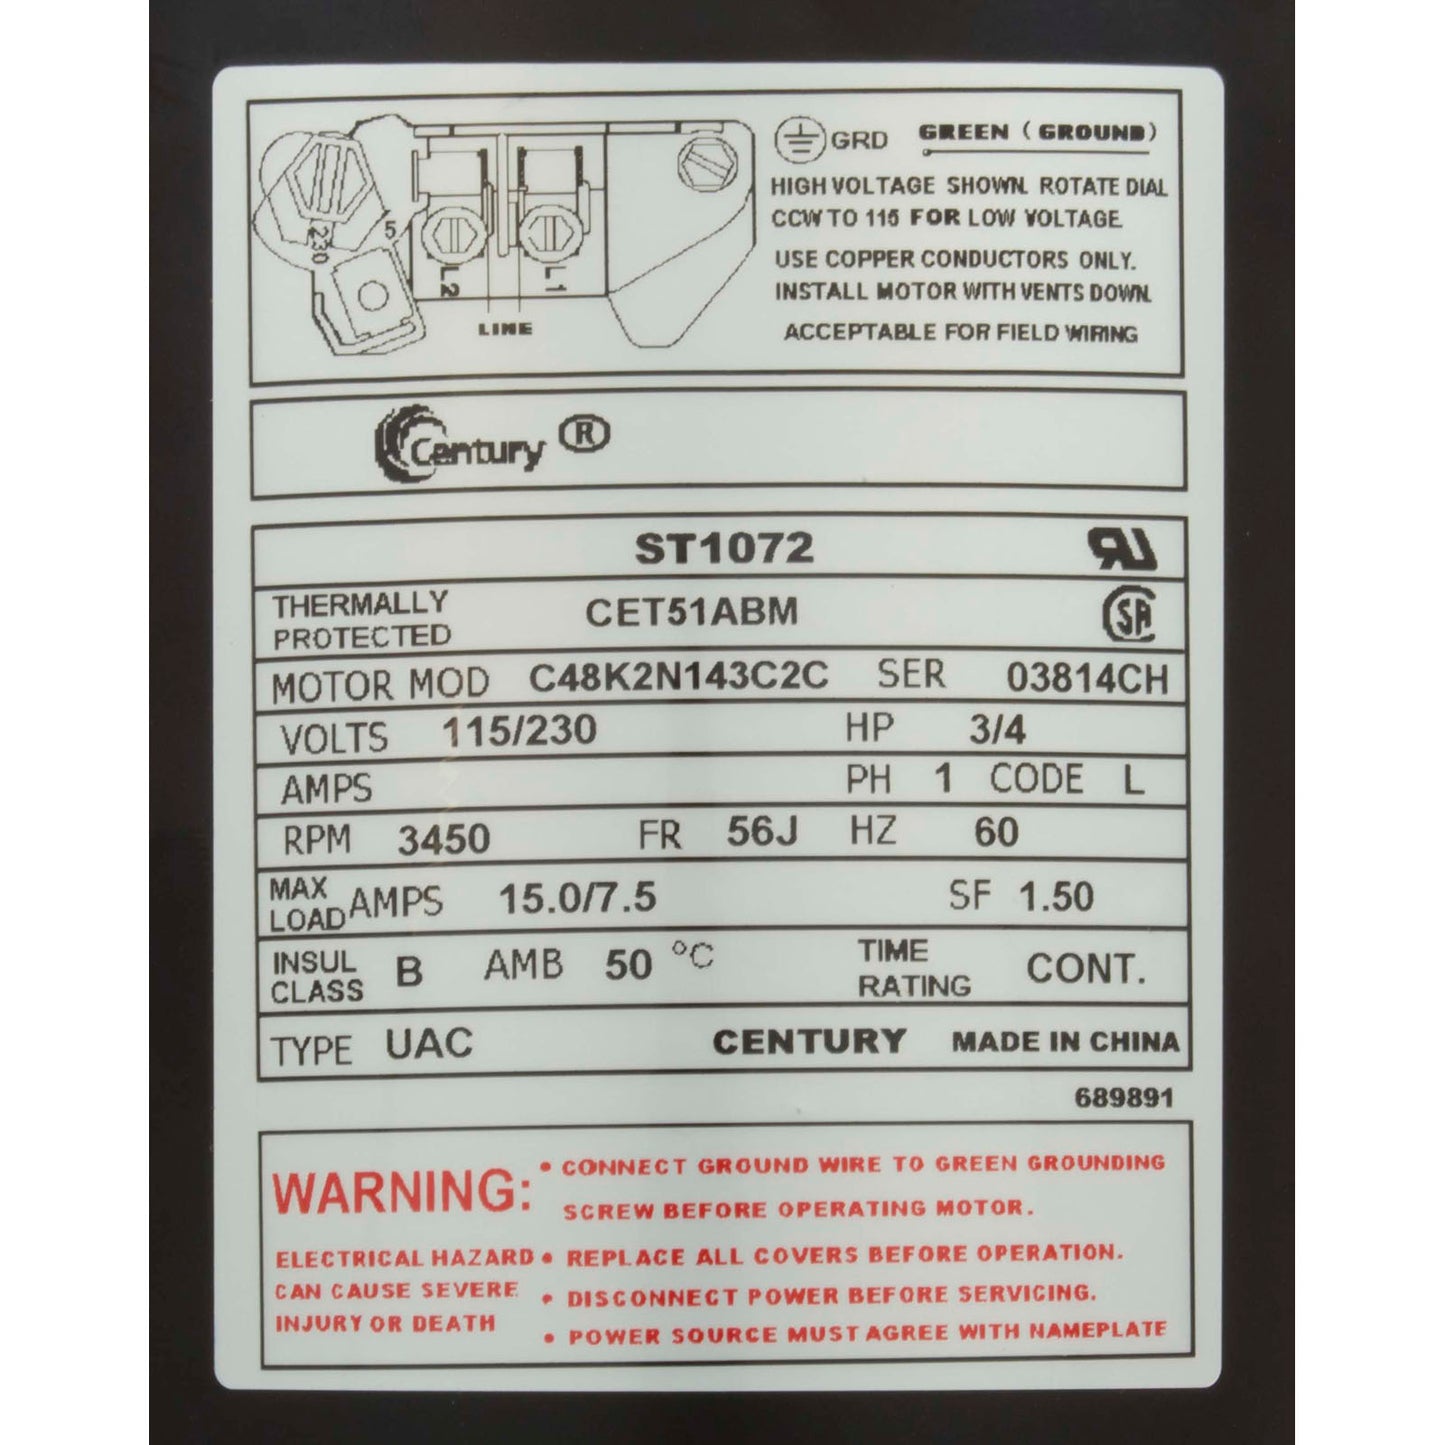 GRD GREEN (GROUND)
HIGH VOLTAGE SHOWN. ROTATE DIAL
CCW TO 115 FOR LOW VOLTAGE
USE COPPER CONDUCTORS ONLY.
INSTALL MOTOR WITH VENTS DOWN.
ACCEPTABLE FOR FIELD WIRING
230
5
L2 L1
LINE
Century ®
ST1072
THERMALLY
PROTECTED CET51ABM SA
MOTOR MOD C48K2N143C2C SER 03814CH
VOLTS 115/230 HP 3/4
AMPS PH 1 CODE L
RPM 3450 FR 56J HZ 60
MAX
LOAD AMPS 15.0/7.5 SF 1.50
INSUL
CLASS B AMB 50 °C TIME
RATING CONT.
TYPE UAC CENTURY MADE IN CHINA
689891
WARNING:
ELECTRICAL HAZARD
CAN CAUSE SEVERE
INJURY OR DEATH
• CONNECT GROUND WIRE TO GREEN GROUNDING
SCREW BEFORE OPERATING MOTOR.
• REPLACE ALL COVERS BEFORE OPERATION.
• DISCONNECT POWER BEFORE SERVICING.
• POWER SOURCE MUST AGREE WITH NAMEPLATE